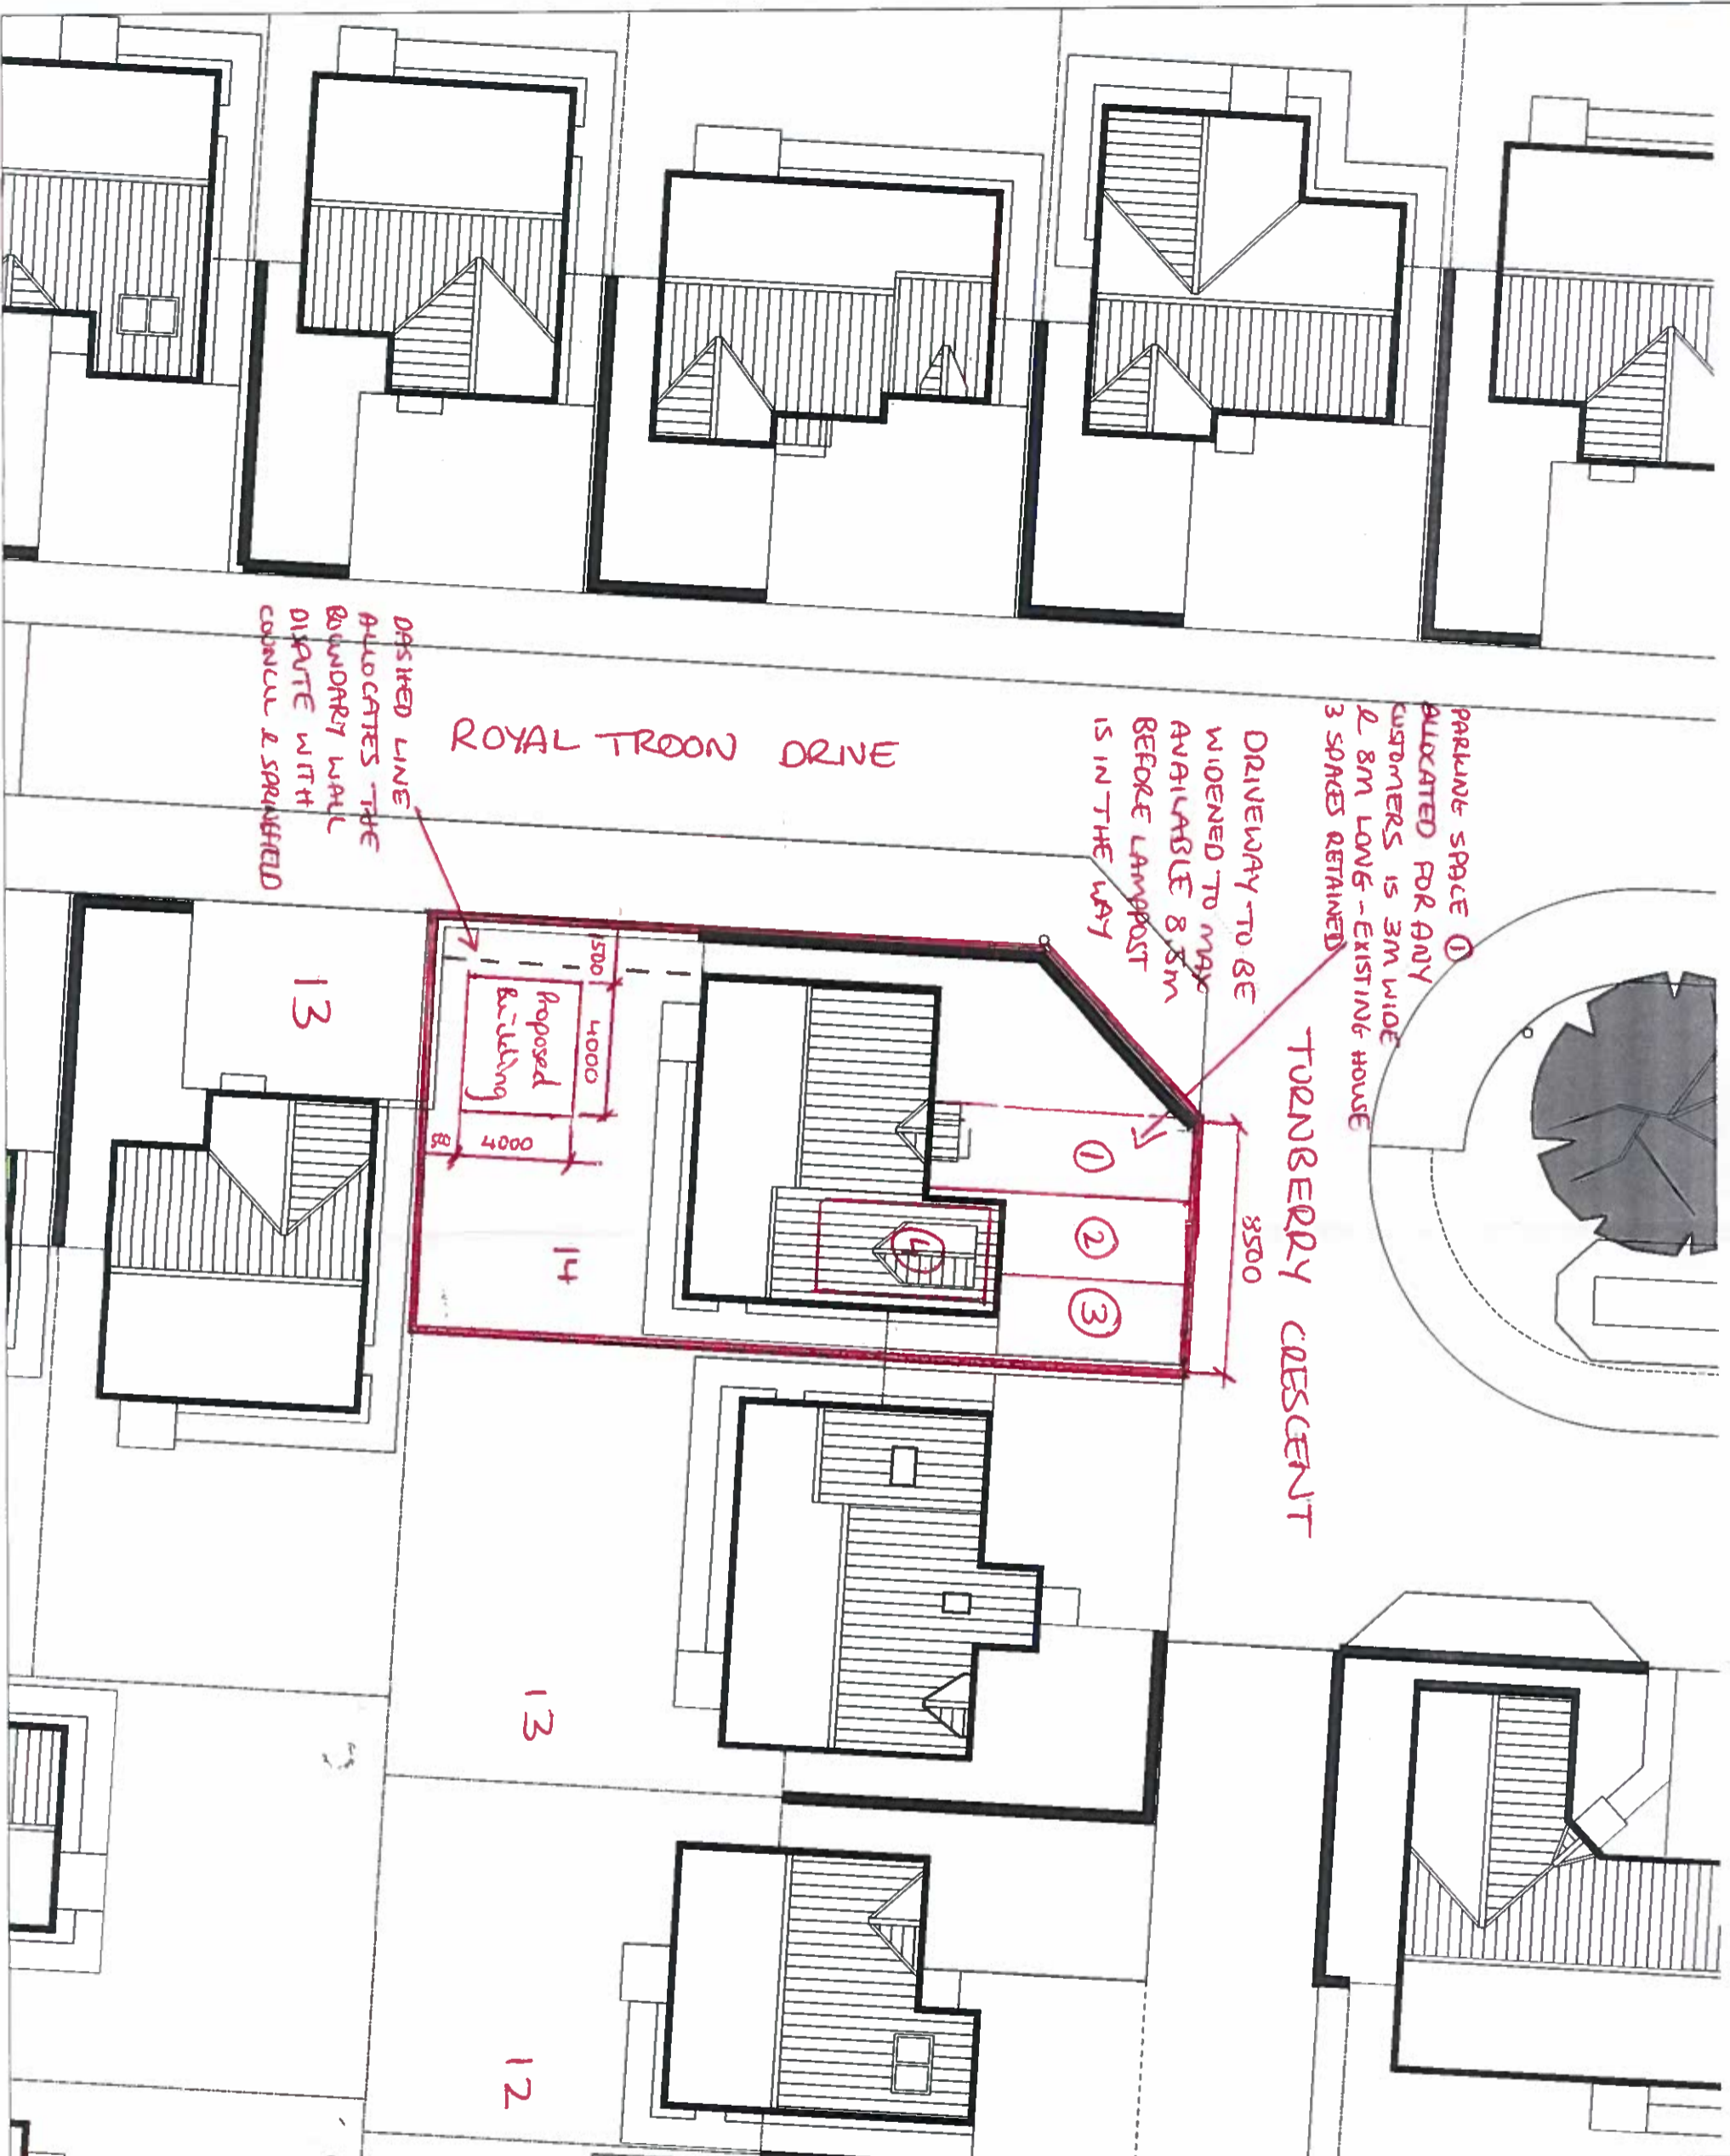 PARKING SPACE ①
ALLOCATED FOR ANY
CUSTOMERS IS 3M WIDE
& 8M LONG - EXISTING HOUSE
3 SPACES RETAINED
DRIVEWAY TO BE
WIDENED TO MAX
AVAILABLE 8.5M
BEFORE LAMPPOST
IS IN THE WAY
ROYAL TROON DRIVE
DASHED LINE
ALLOCATES THE
BOUNDARY WALL
DISPUTE WITH
COUNCIL & SPRINGFIELD
TURNBERRY CRESCENT
8500
①
②
③
④
1500
4000
Proposed
Building
4000
13
14
13
12